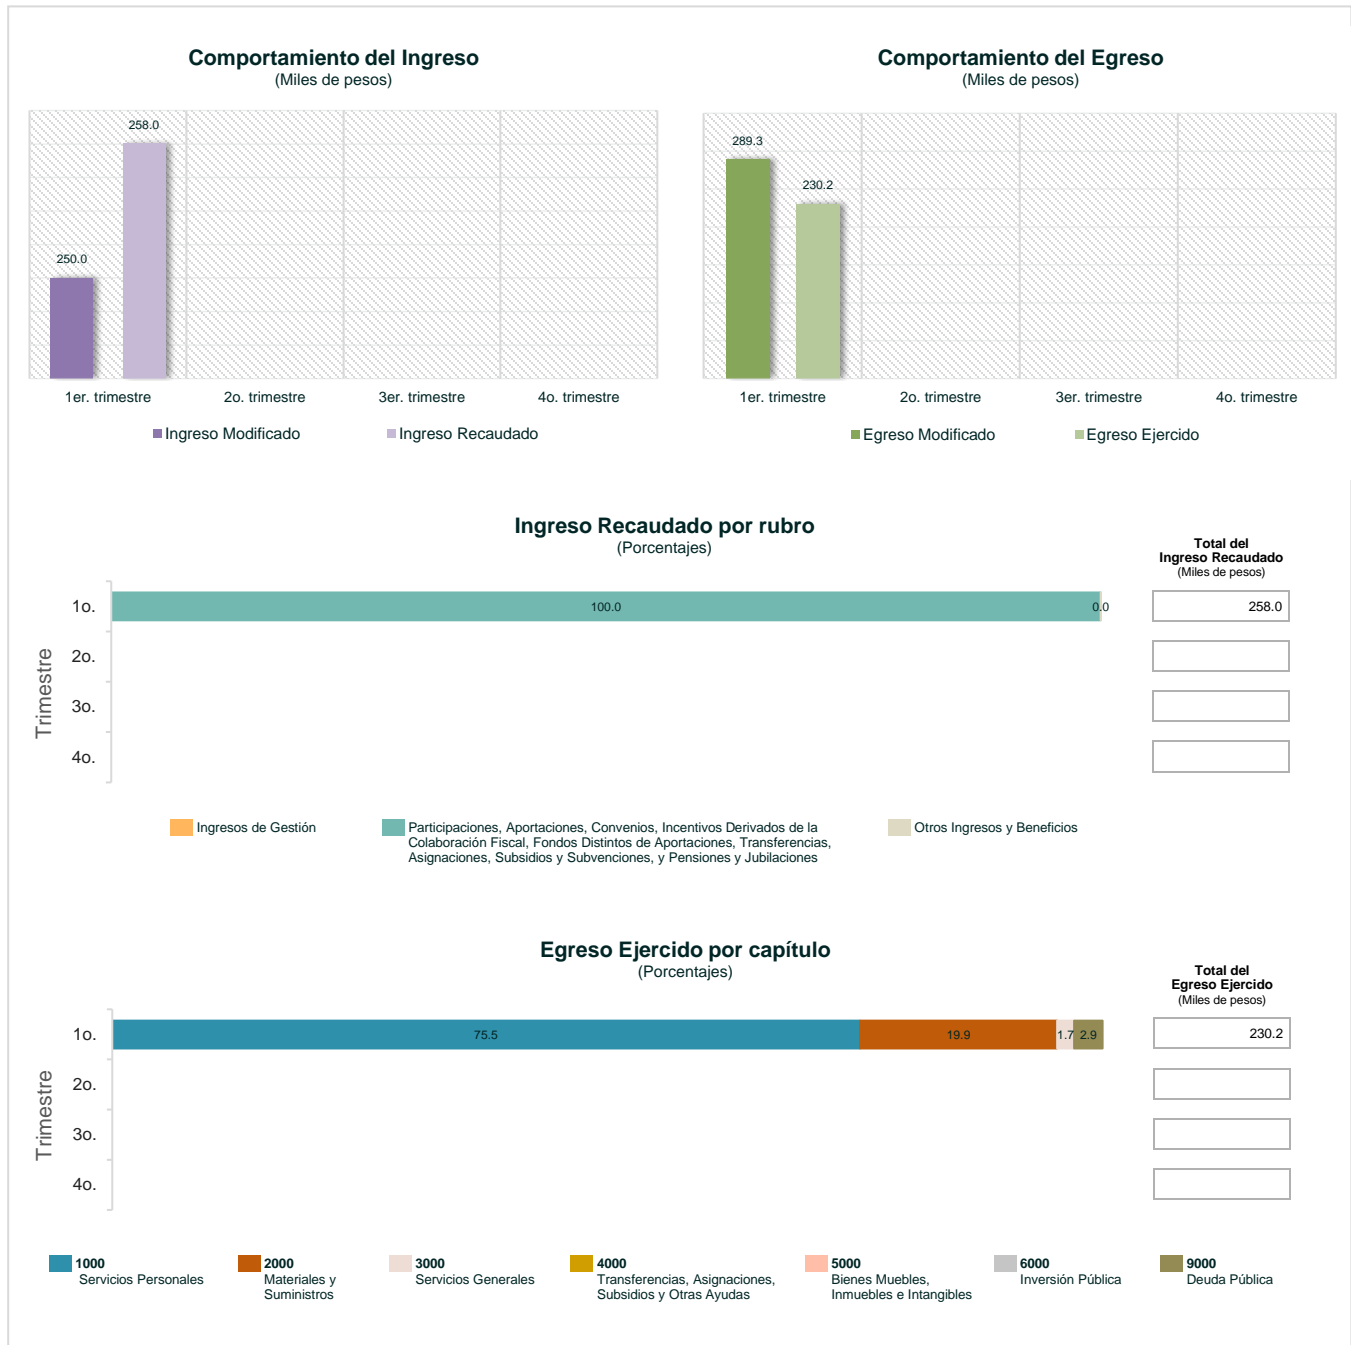 Comportamiento del Ingreso
(Miles de pesos)
258.0
250.0
1er. trimestre
2o. trimestre
3er. trimestre
4o. trimestre
Ingreso Modificado
Ingreso Recaudado
Comportamiento del Egreso
(Miles de pesos)
289.3
230.2
1er. trimestre
2o. trimestre
3er. trimestre
4o. trimestre
Egreso Modificado
Egreso Ejercido
Ingreso Recaudado por rubro
(Porcentajes)
Total del
Ingreso Recaudado
(Miles de pesos)
Trimestre
1o.
100.0
0.0
258.0
2o.
3o.
4o.
Ingresos de Gestión
Participaciones, Aportaciones, Convenios, Incentivos Derivados de la
Colaboración Fiscal, Fondos Distintos de Aportaciones, Transferencias,
Asignaciones, Subsidios y Subvenciones, y Pensiones y Jubilaciones
Otros Ingresos y Beneficios
Egreso Ejercido por capítulo
(Porcentajes)
Total del
Egreso Ejercido
(Miles de pesos)
Trimestre
1o.
75.5
19.9
1.7
2.9
230.2
2o.
3o.
4o.
1000
Servicios Personales
2000
Materiales y
Suministros
3000
Servicios Generales
4000
Transferencias, Asignaciones,
Subsidios y Otras Ayudas
5000
Bienes Muebles,
Inmuebles e Intangibles
6000
Inversión Pública
9000
Deuda Pública